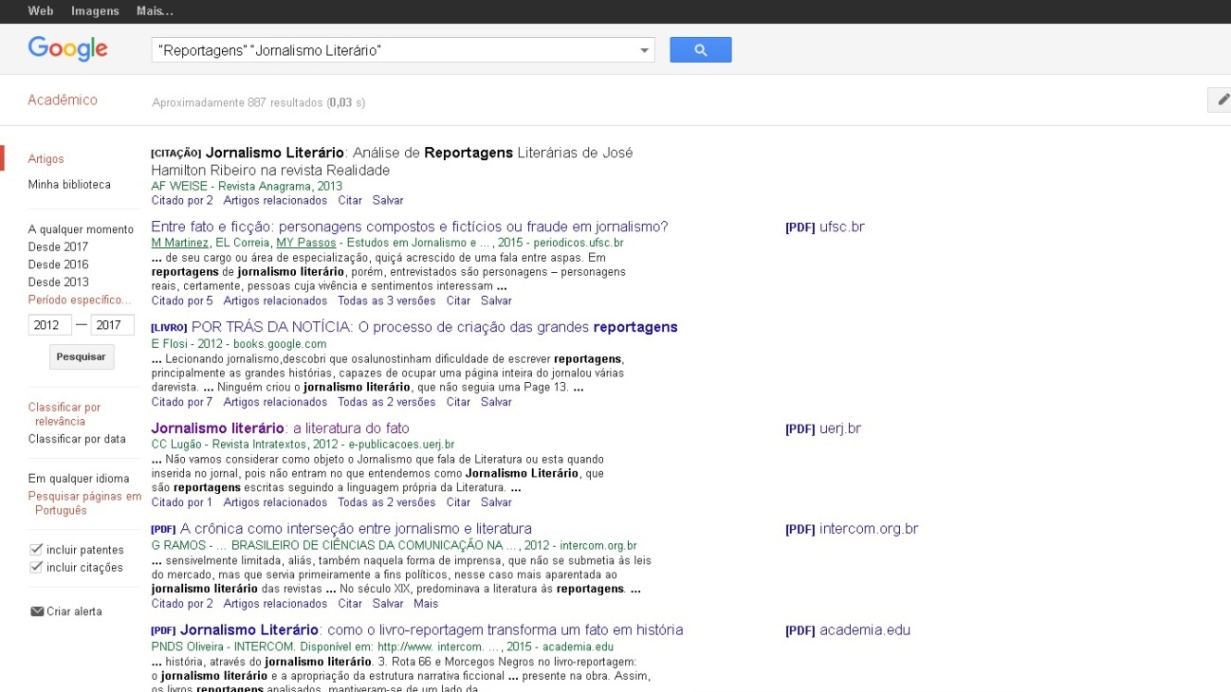 Web Imagens Mais...
Google
"Reportagens" "Jornalismo Literário"
Acadêmico
Aproximadamente 887 resultados (0,03 s)
Artigos
Minha biblioteca
A qualquer momento
Desde 2017
Desde 2016
Desde 2013
Período específico...
2012 — 2017
Pesquisar
Classificar por
relevância
Classificar por data
Em qualquer idioma
Pesquisar páginas em
Português
incluir patentes
incluir citações
Criar alerta
[CITAÇÃO] Jornalismo Literário: Análise de Reportagens Literárias de José
Hamilton Ribeiro na revista Realidade
AF WEISE - Revista Anagrama, 2013
Citado por 2 Artigos relacionados Citar Salvar
Entre fato e ficção: personagens compostos e fictícios ou fraude em jornalismo?
[PDF] ufsc.br
M Martinez, EL Correia, MY Passos - Estudos em Jornalismo e ..., 2015 - periodicos.ufsc.br
... de seu cargo ou área de especialização, quiçá acrescido de uma fala entre aspas. Em
reportagens de jornalismo literário, porém, entrevistados são personagens – personagens
reais, certamente, pessoas cuja vivência e sentimentos interessam ...
Citado por 5 Artigos relacionados Todas as 3 versões Citar Salvar
[LIVRO] POR TRÁS DA NOTÍCIA: O processo de criação das grandes reportagens
E Flosi - 2012 - books.google.com
... Lecionando jornalismo,descobri que osalunostinham dificuldade de escrever reportagens,
principalmente as grandes histórias, capazes de ocupar uma página inteira do jornalou várias
darevista. ... Ninguém criou o jornalismo literário, que não seguia uma Page 13. ...
Citado por 7 Artigos relacionados Todas as 2 versões Citar Salvar
Jornalismo literário: a literatura do fato
[PDF] uerj.br
CC Lugão - Revista Intratextos, 2012 - e-publicacoes.uerj.br
... Não vamos considerar como objeto o Jornalismo que fala de Literatura ou esta quando
inserida no jornal, pois não entram no que entendemos como Jornalismo Literário, que
são reportagens escritas seguindo a linguagem própria da Literatura. ...
Citado por 1 Artigos relacionados Todas as 2 versões Citar Salvar
[PDF] A crônica como interseção entre jornalismo e literatura
[PDF] intercom.org.br
G RAMOS - ... BRASILEIRO DE CIÊNCIAS DA COMUNICAÇÃO NA ..., 2012 - intercom.org.br
... sensivelmente limitada, aliás, também naquela forma de imprensa, que não se submetia às leis
do mercado, mas que servia primeiramente a fins políticos, nesse caso mais aparentada ao
jornalismo literário das revistas ... No século XIX, predominava a literatura às reportagens. ...
Citado por 2 Artigos relacionados Citar Salvar Mais
[PDF] Jornalismo Literário: como o livro-reportagem transforma um fato em história
[PDF] academia.edu
PNDS Oliveira - INTERCOM. Disponível em: http://www. intercom. ..., 2015 - academia.edu
... história, através do jornalismo literário. 3. Rota 66 e Morcegos Negros no livro-reportagem:
o jornalismo literário e a apropriação da estrutura narrativa ficcional ... presente na obra. Assim,
os livros reportagens analisados, mantiveram-se de um lado da